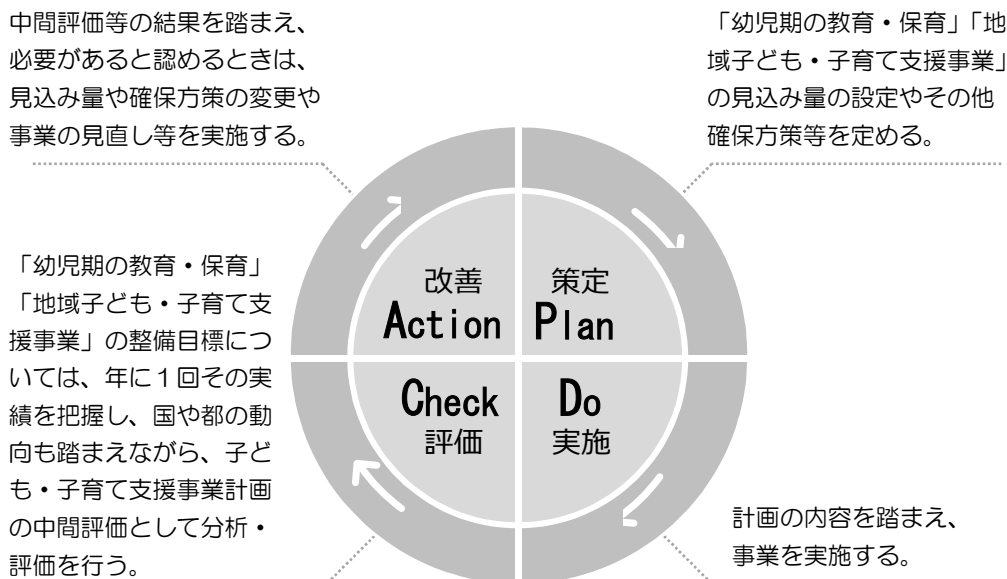 中間評価等の結果を踏まえ、
必要があると認めるときは、
見込み量や確保方策の変更や
事業の見直し等を実施する。
「幼児期の教育・保育」「地
域子ども・子育て支援事業」
の見込み量の設定やその他
確保方策等を定める。
「幼児期の教育・保育」
「地域子ども・子育て支
援事業」の整備目標につ
いては、年に1回その実
績を把握し、国や都の動
向も踏まえながら、子ど
も・子育て支援事業計画
の中間評価として分析・
評価を行う。
改善
Action
策定
Plan
Check
評価
Do
実施
計画の内容を踏まえ、
事業を実施する。